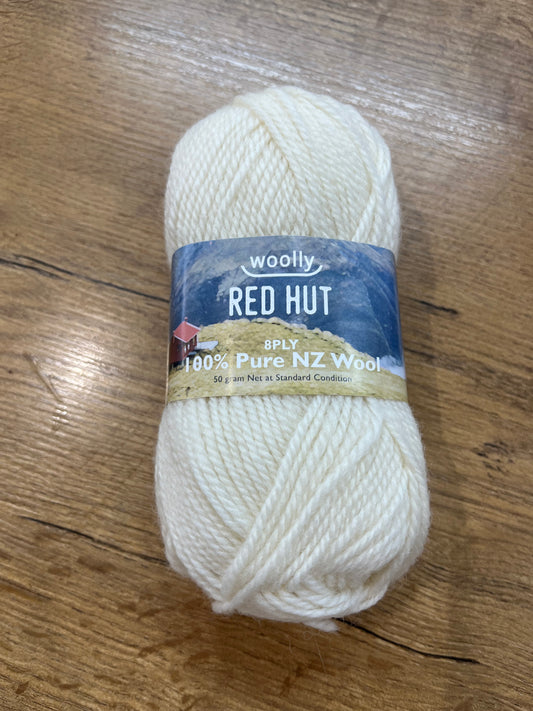 woolly
RED HUT
8PLY
100% Pure NZ Wool
50 gram Net at Standard Condition